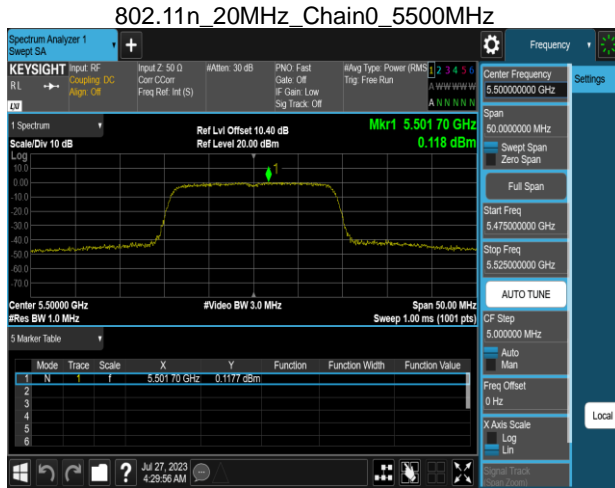 802.11n_20MHz_Chain0_5500MHz
Spectrum Analyzer 1
Swept SA
Frequency
KEYSIGHT
R L
LXI
Input: RF
Coupling: DC
Align: Off
Input Z: 50 Ω
Corr CCorr
Freq Ref: Int (S)
#Atten: 30 dB
PNO: Fast
Gate: Off
IF Gain: Low
Sig Track: Off
#Avg Type: Power (RMS)
Trig: Free Run
1 2 3 4 5 6
A W W W W W
A N N N N N
1 Spectrum
Scale/Div 10 dB
Log
Ref Lvl Offset 10.40 dB
Ref Level 20.00 dBm
Mkr1 5.501 70 GHz
0.118 dBm
1
10.0
0.00
-10.0
-20.0
-30.0
-40.0
-50.0
-60.0
-70.0
Center 5.50000 GHz
#Res BW 1.0 MHz
#Video BW 3.0 MHz
Span 50.00 MHz
Sweep 1.00 ms (1001 pts)
5 Marker Table
Mode Trace Scale X Y Function Function Width Function Value
1 N 1 f 5.501 70 GHz 0.1177 dBm
2
3
4
5
6
Jul 27, 2023
4:29:56 AM
Center Frequency
5.500000000 GHz
Span
50.0000000 MHz
Swept Span
Zero Span
Full Span
Start Freq
5.475000000 GHz
Stop Freq
5.525000000 GHz
AUTO TUNE
CF Step
5.000000 MHz
Auto
Man
Freq Offset
0 Hz
X Axis Scale
Log
Lin
Signal Track
(Span Zoom)
Settings
Local